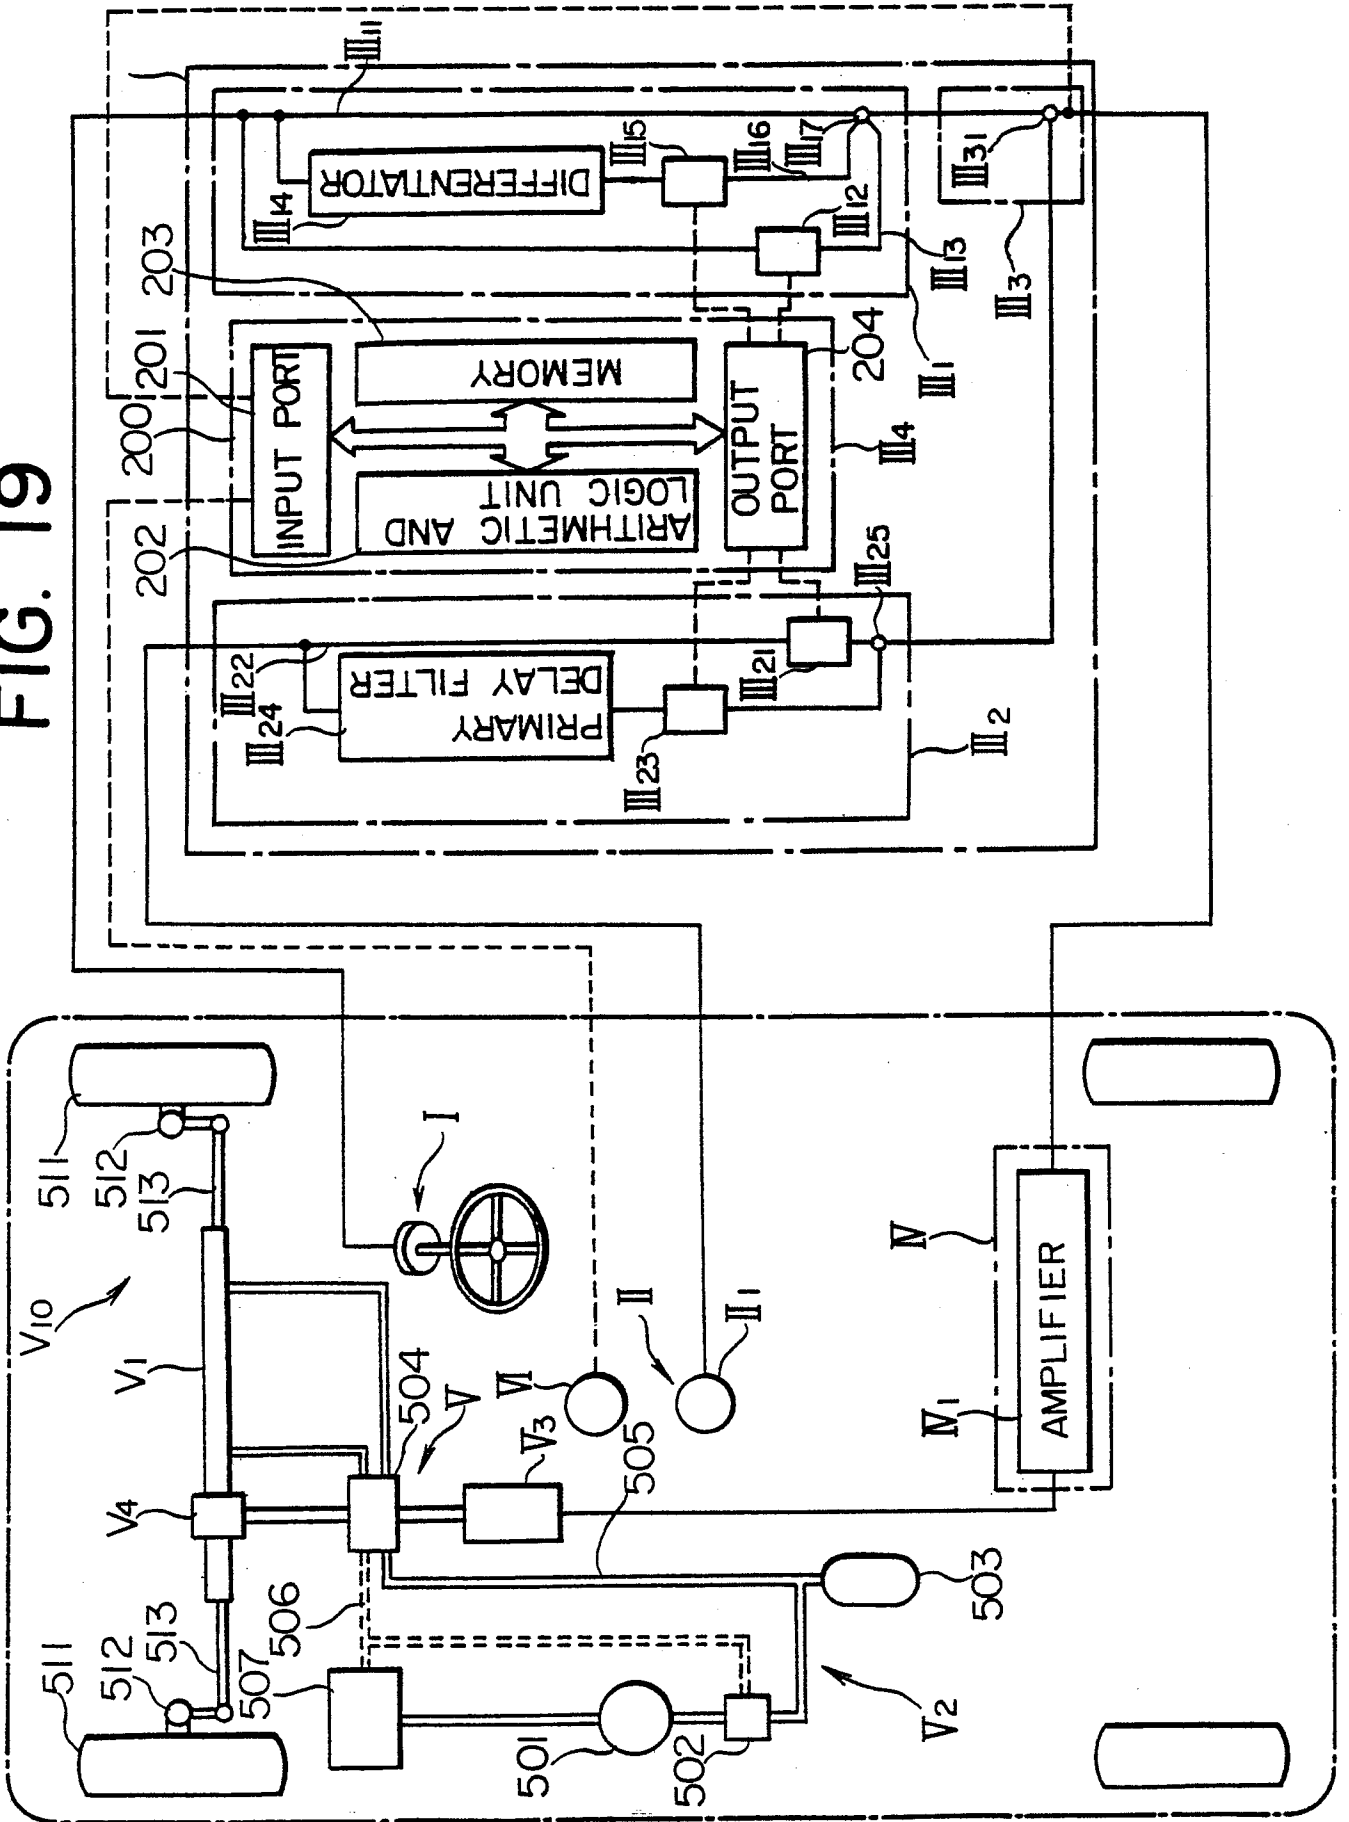 FIG. 19
III11
III14
DIFFERENTIATOR
III15
III16
III17
III12
III13
III31
III3
III1
200
201
203
202
INPUT PORT
MEMORY
ARITHMETIC AND
LOGIC UNIT
OUTPUT
PORT
204
III4
III22
III24
PRIMARY
DELAY FILTER
III23
III21
III25
III2
511
512
513
V10
V1
V4
I
504
V
V3
VI
II
II1
505
IV
IV1
AMPLIFIER
511
512
513
507
506
501
502
503
V2